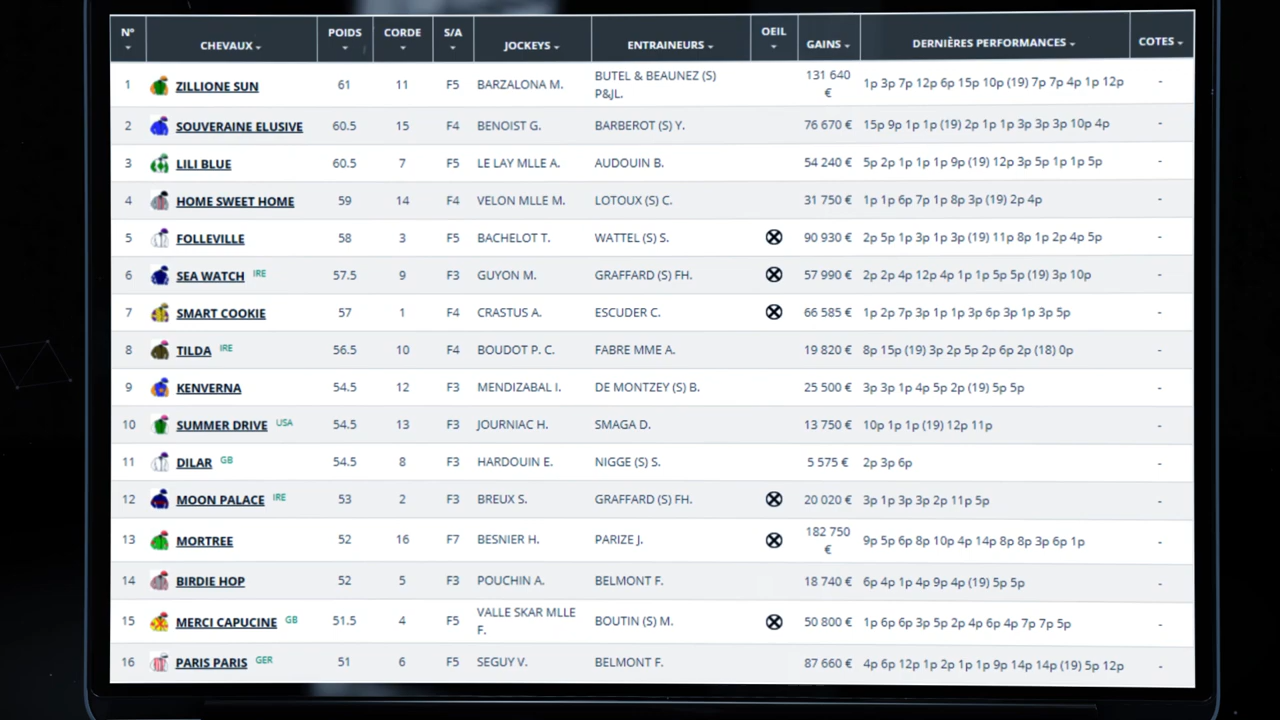 N° CHEVAUX POIDS CORDE S/A JOCKEYS ENTRAINEURS OEIL GAINS DERNIÈRES PERFORMANCES COTES
1 ZILLIONE SUN 61 11 F5 BARZALONA M. BUTEL & BEAUNEZ (S) P&JL. 131 640 € 1p 3p 7p 12p 6p 15p 10p (19) 7p 7p 4p 1p 12p -
2 SOUVERAINE ELUSIVE 60.5 15 F4 BENOIST G. BARBEROT (S) Y. 76 670 € 15p 9p 1p 1p (19) 2p 1p 1p 3p 3p 3p 10p 4p -
3 LILI BLUE 60.5 7 F5 LE LAY MLLE A. AUDOUIN B. 54 240 € 5p 2p 1p 1p 1p 9p (19) 12p 3p 5p 1p 1p 5p -
4 HOME SWEET HOME 59 14 F4 VELON MLLE M. LOTOUX (S) C. 31 750 € 1p 1p 6p 7p 1p 8p 3p (19) 2p 4p -
5 FOLLEVILLE 58 3 F5 BACHELOT T. WATTEL (S) S. 90 930 € 2p 5p 1p 3p 1p 3p (19) 11p 8p 1p 2p 4p 5p -
6 SEA WATCH IRE 57.5 9 F3 GUYON M. GRAFFARD (S) FH. 57 990 € 2p 2p 4p 12p 4p 1p 1p 5p 5p (19) 3p 10p -
7 SMART COOKIE 57 1 F4 CRASTUS A. ESCUDER C. 66 585 € 1p 2p 7p 3p 1p 1p 3p 6p 3p 1p 3p 5p -
8 TILDA IRE 56.5 10 F4 BOUDOT P. C. FABRE MME A. 19 820 € 8p 15p (19) 3p 2p 5p 2p 6p 2p (18) 0p -
9 KENVERNA 54.5 12 F3 MENDIZABAL I. DE MONTZEY (S) B. 25 500 € 3p 3p 1p 4p 5p 2p (19) 5p 5p -
10 SUMMER DRIVE USA 54.5 13 F3 JOURNIAC H. SMAGA D. 13 750 € 10p 1p 1p (19) 12p 11p -
11 DILAR GB 54.5 8 F3 HARDOUIN E. NIGGE (S) S. 5 575 € 2p 3p 6p -
12 MOON PALACE IRE 53 2 F3 BREUX S. GRAFFARD (S) FH. 20 020 € 3p 1p 3p 3p 2p 11p 5p -
13 MORTREE 52 16 F7 BESNIER H. PARIZE J. 182 750 € 9p 5p 6p 8p 10p 4p 14p 8p 8p 3p 6p 1p -
14 BIRDIE HOP 52 5 F3 POUCHIN A. BELMONT F. 18 740 € 6p 4p 1p 4p 9p 4p (19) 5p 5p -
15 MERCI CAPUCINE GB 51.5 4 F5 VALLE SKAR MLLE F. BOUTIN (S) M. 50 800 € 1p 6p 6p 3p 5p 2p 4p 6p 4p 7p 7p 5p -
16 PARIS PARIS GER 51 6 F5 SEGUY V. BELMONT F. 87 660 € 4p 6p 12p 1p 2p 1p 1p 9p 14p 14p (19) 5p 12p -